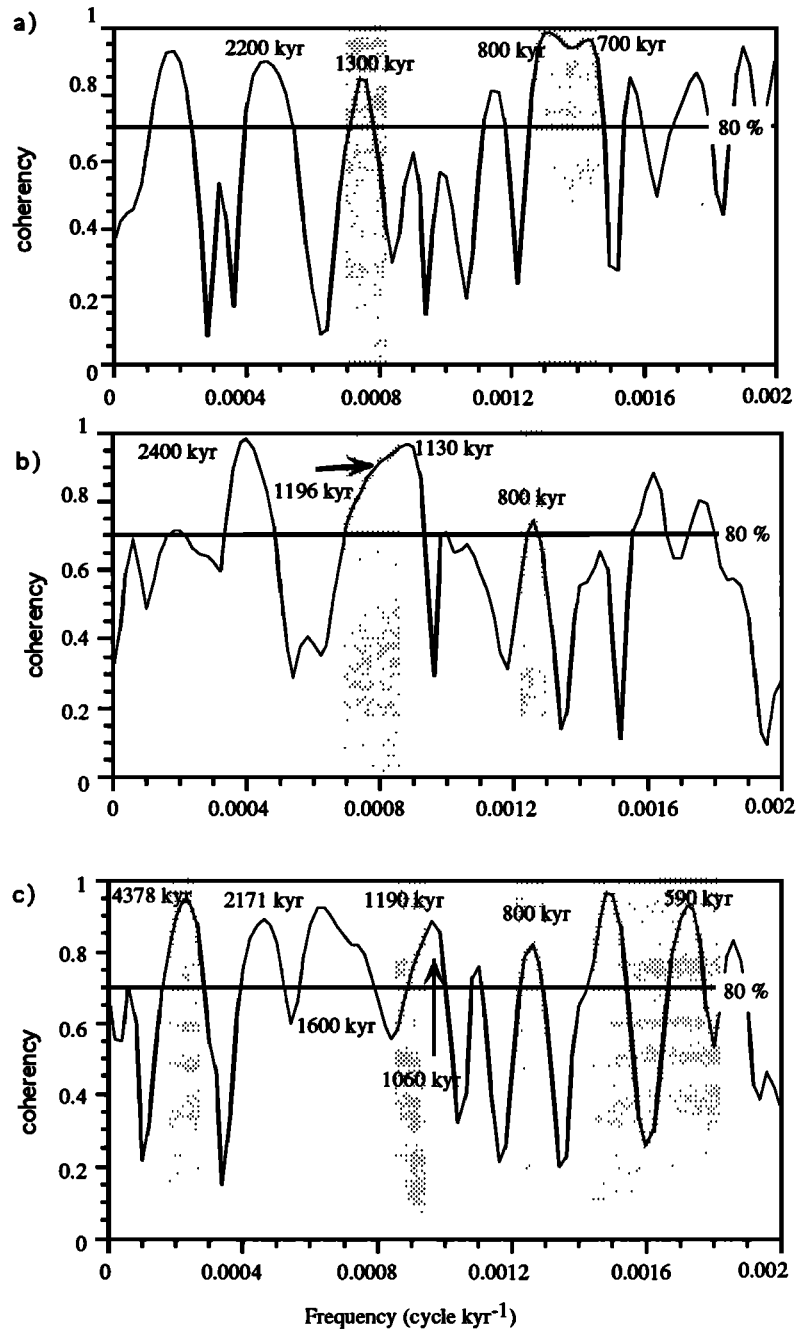 a)
1
0.8
0.6
0.4
0.2
0
coherency
2200 kyr
1300 kyr
800 kyr
700 kyr
80 %
0
0.0004
0.0008
0.0012
0.0016
0.002
b)
1
0.8
0.6
0.4
0.2
0
coherency
2400 kyr
1196 kyr
1130 kyr
800 kyr
80 %
0
0.0004
0.0008
0.0012
0.0016
0.002
c)
1
0.8
0.6
0.4
0.2
0
coherency
4378 kyr
2171 kyr
1600 kyr
1190 kyr
1060 kyr
800 kyr
590 kyr
80 %
0
0.0004
0.0008
0.0012
0.0016
0.002
Frequency (cycle kyr-1)